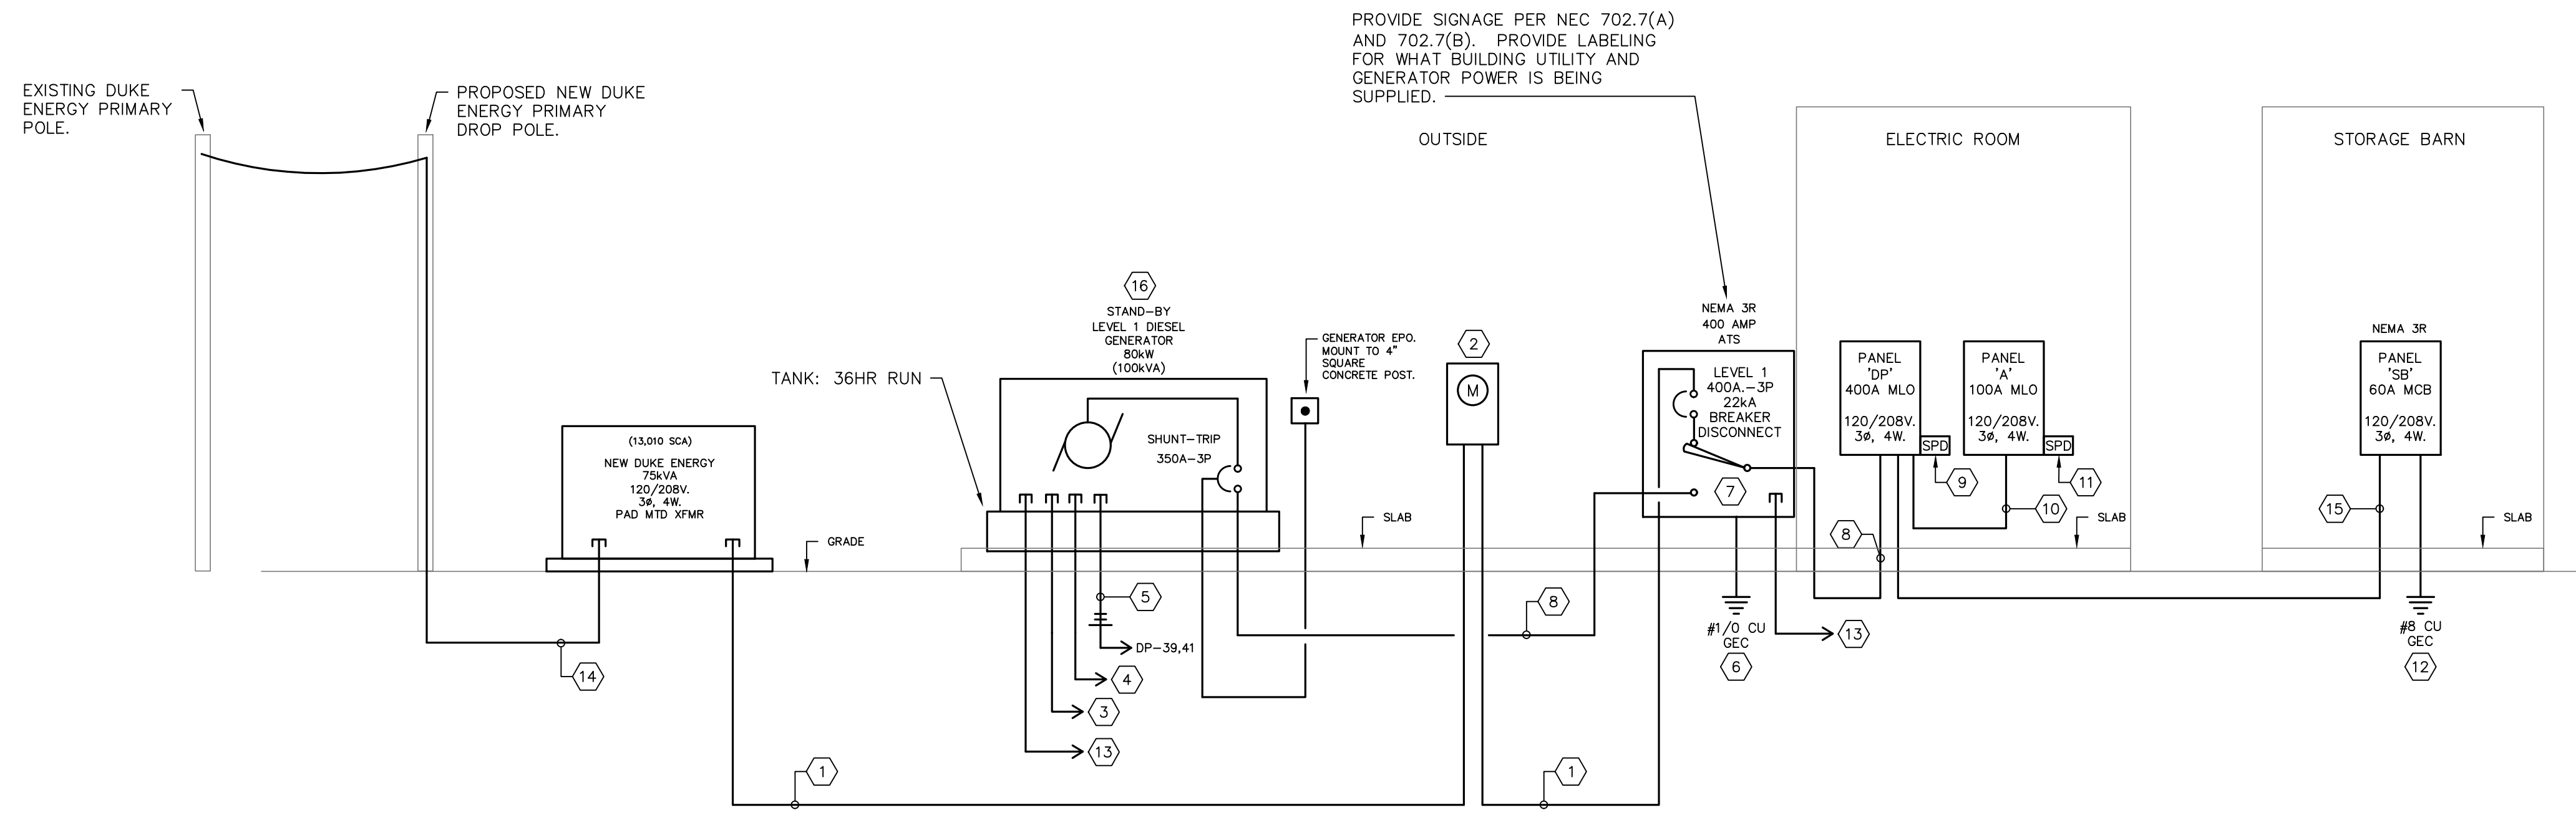 PROVIDE SIGNAGE PER NEC 702.7(A)
AND 702.7(B). PROVIDE LABELING
FOR WHAT BUILDING UTILITY AND
GENERATOR POWER IS BEING
SUPPLIED.
EXISTING DUKE
ENERGY PRIMARY
POLE.
PROPOSED NEW DUKE
ENERGY PRIMARY
DROP POLE.
OUTSIDE
ELECTRIC ROOM
STORAGE BARN
16
STAND-BY
LEVEL 1 DIESEL
GENERATOR
80kW
(100kVA)
TANK: 36HR RUN
GENERATOR EPO.
MOUNT TO 4"
SQUARE
CONCRETE POST.
2
M
NEMA 3R
400 AMP
ATS
LEVEL 1
400A.-3P
22kA
BREAKER
DISCONNECT
7
PANEL
'DP'
400A MLO
120/208V.
3ø, 4W.
SPD
9
PANEL
'A'
100A MLO
120/208V.
3ø, 4W.
SPD
11
NEMA 3R
PANEL
'SB'
60A MCB
120/208V.
3ø, 4W.
(13,010 SCA)
NEW DUKE ENERGY
75kVA
120/208V.
3ø, 4W.
PAD MTD XFMR
SHUNT-TRIP
350A-3P
GRADE
SLAB
8
10
SLAB
15
SLAB
5
8
DP-39,41
4
3
13
14
1
1
#1/0 CU
GEC
6
13
#8 CU
GEC
12